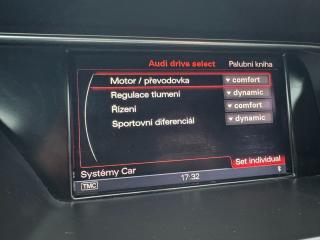 Audi drive select Palubní kniha
Motor / převodovka comfort
Regulace tlumení dynamic
Řízení comfort
Sportovní diferenciál dynamic
Set individual
Systémy Car
TMC 17:32